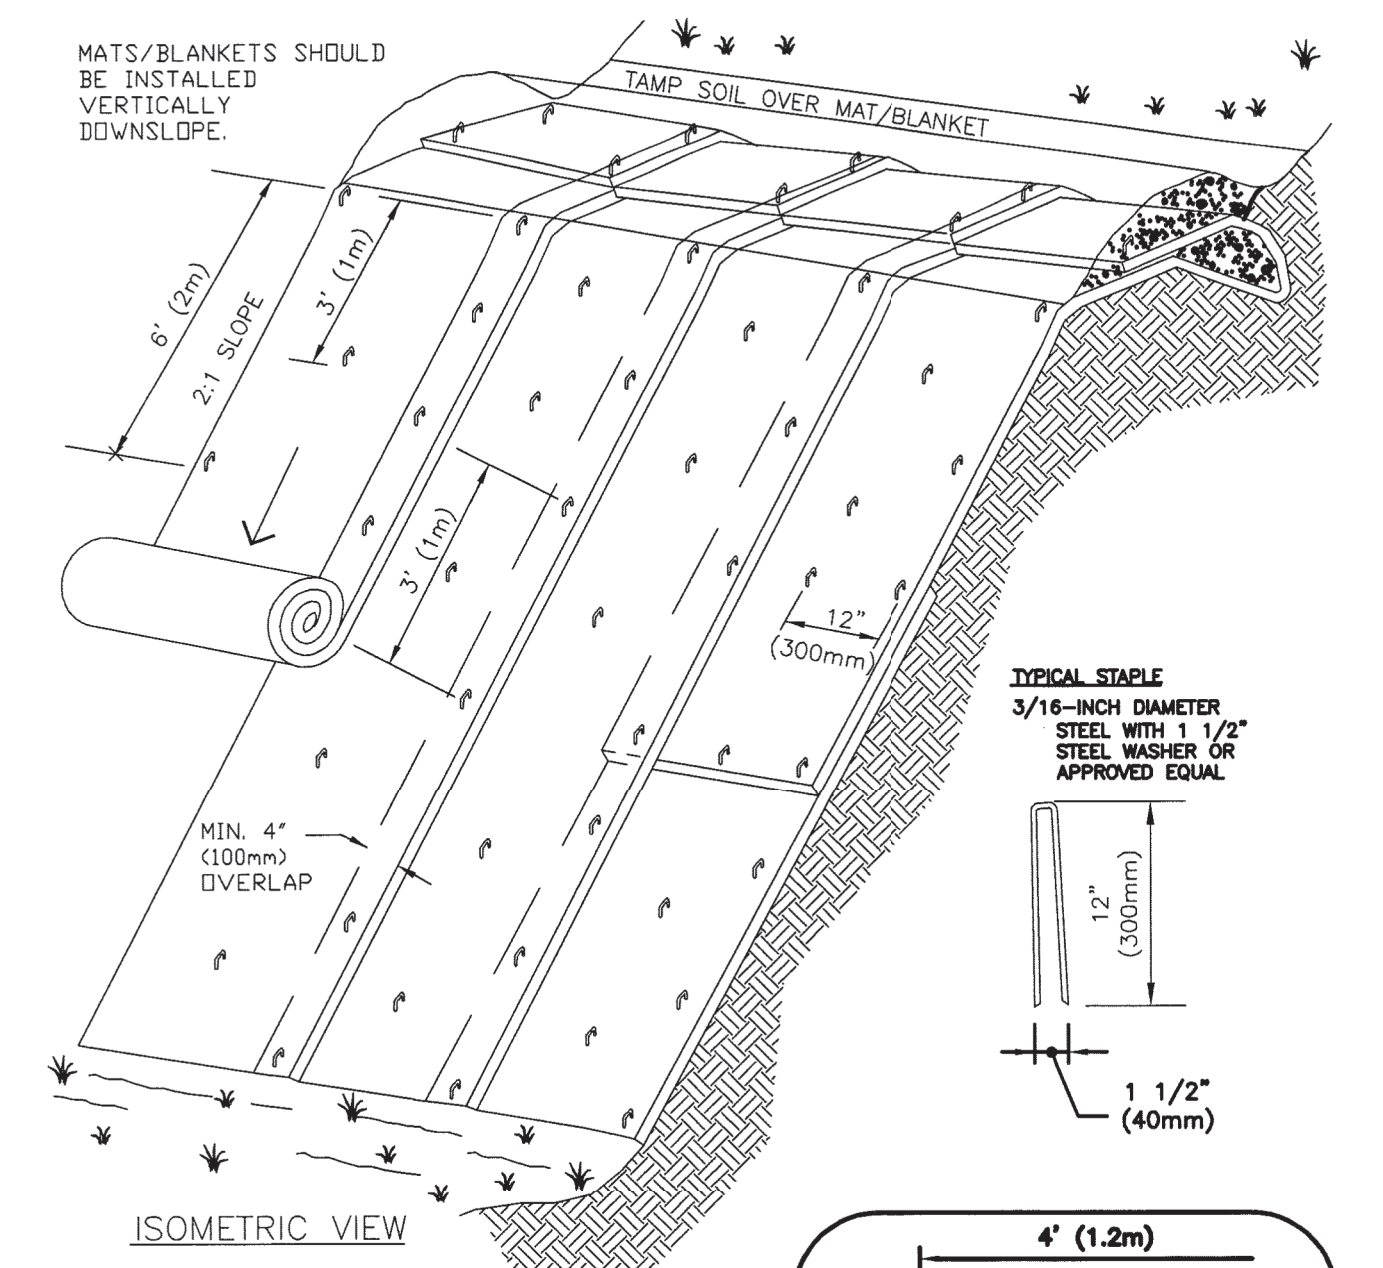 MATS/BLANKETS SHOULD
BE INSTALLED
VERTICALLY
DOWNSLOPE.
TAMP SOIL OVER MAT/BLANKET
6' (2m)
3' (1m)
2:1 SLOPE
3' (1m)
12"
(300mm)
MIN. 4"
(100mm)
OVERLAP
TYPICAL STAPLE
3/16-INCH DIAMETER
STEEL WITH 1 1/2"
STEEL WASHER OR
APPROVED EQUAL
12"
(300mm)
1 1/2"
(40mm)
ISOMETRIC VIEW
4' (1.2m)